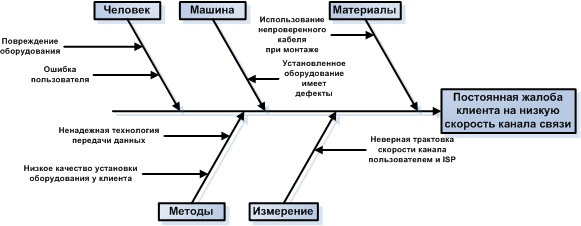 Человек
Машина
Материалы
Повреждение
оборудования
Ошибка
пользователя
Использование
непроверенного
кабеля
при монтаже
Установленное
оборудование
имеет
дефекты
Постоянная жалоба
клиента на низкую
скорость канала связи
Ненадежная технология
передачи данных
Низкое качество установки
оборудования у клиента
Неверная трактовка
скорости канала
пользователем и ISP
Методы
Измерение